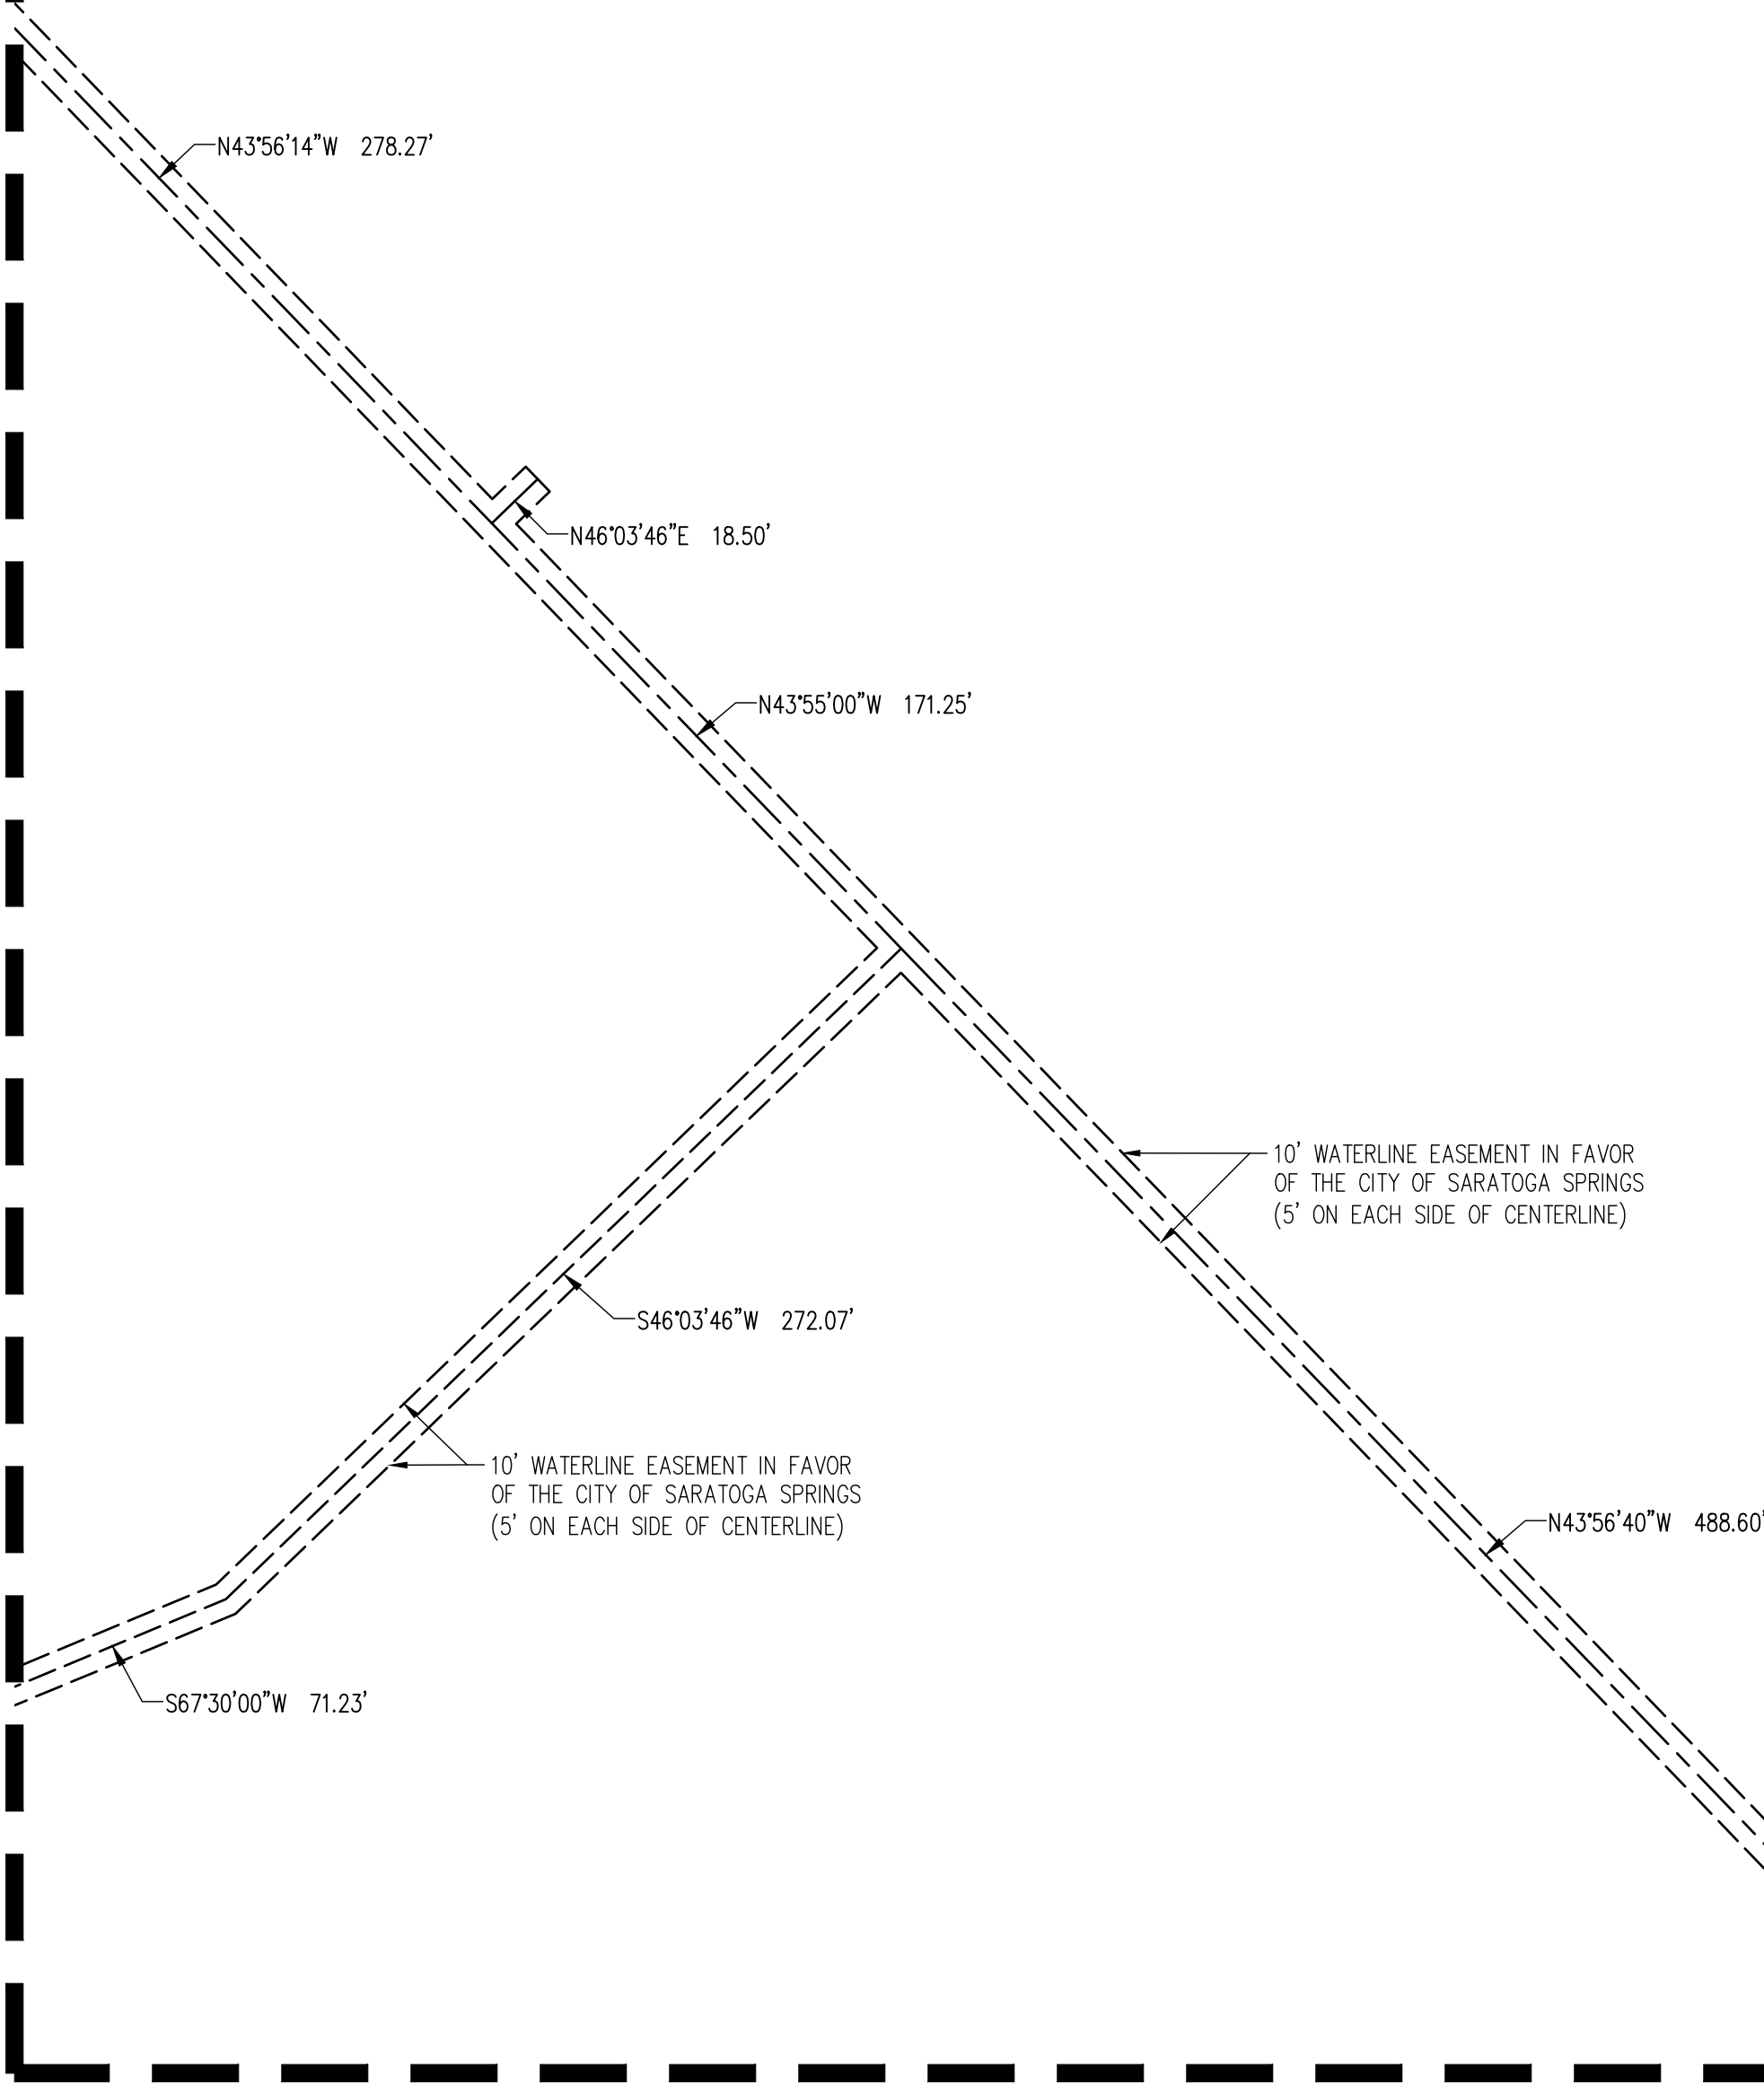 N43°56'14"W 278.27'
N46°03'46"E 18.50'
N43°55'00"W 171.25'
10' WATERLINE EASEMENT IN FAVOR
OF THE CITY OF SARATOGA SPRINGS
(5' ON EACH SIDE OF CENTERLINE)
S46°03'46"W 272.07'
10' WATERLINE EASEMENT IN FAVOR
OF THE CITY OF SARATOGA SPRINGS
(5' ON EACH SIDE OF CENTERLINE)
N43°56'40"W 488.60'
S67°30'00"W 71.23'